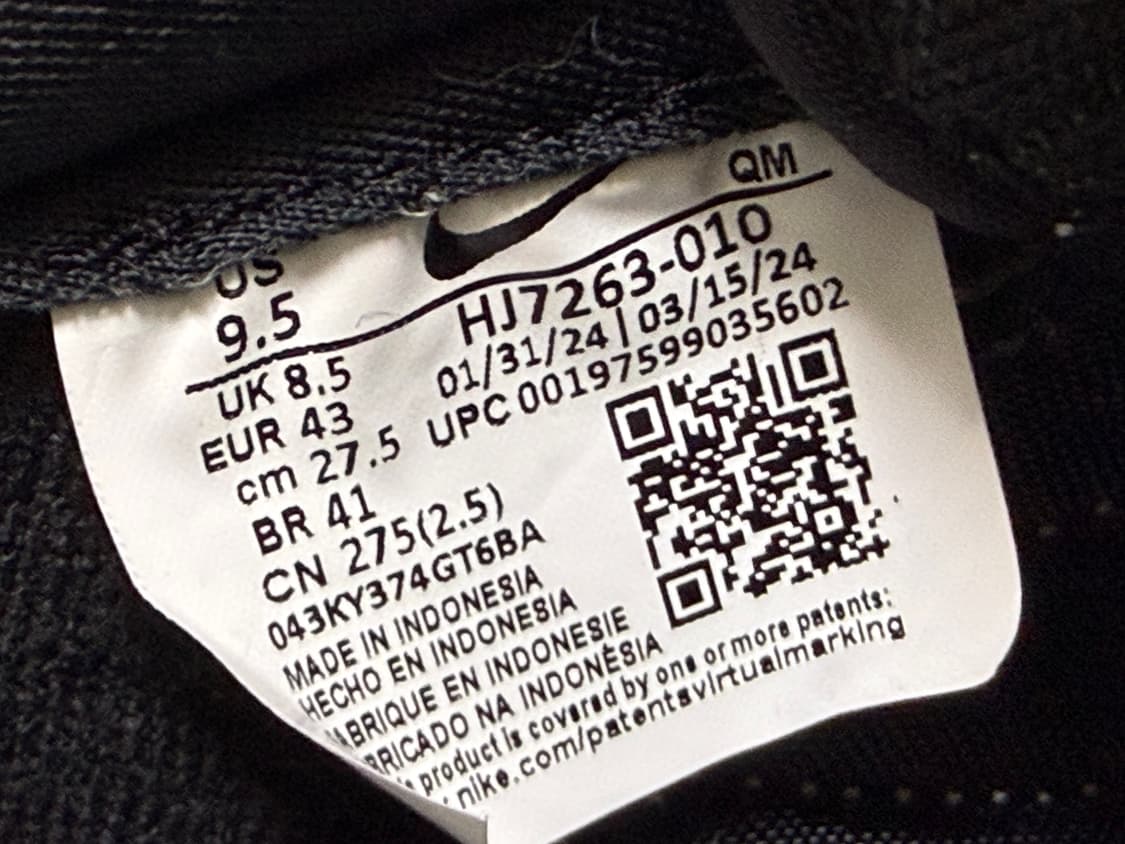 QM
US
9.5
HJ7263-010
01/31/24 | 03/15/24
UPC 00197599035602
UK 8.5
EUR 43
cm 27.5
BR 41
CN 275(2.5)
043KY374GT6BA
MADE IN INDONESIA
HECHO EN INDONESIA
ABRIQUE EN INDONESIE
RICADO NA INDONÉSIA
product is covered by one or more patents:
nike.com/patentsvirtualmarking